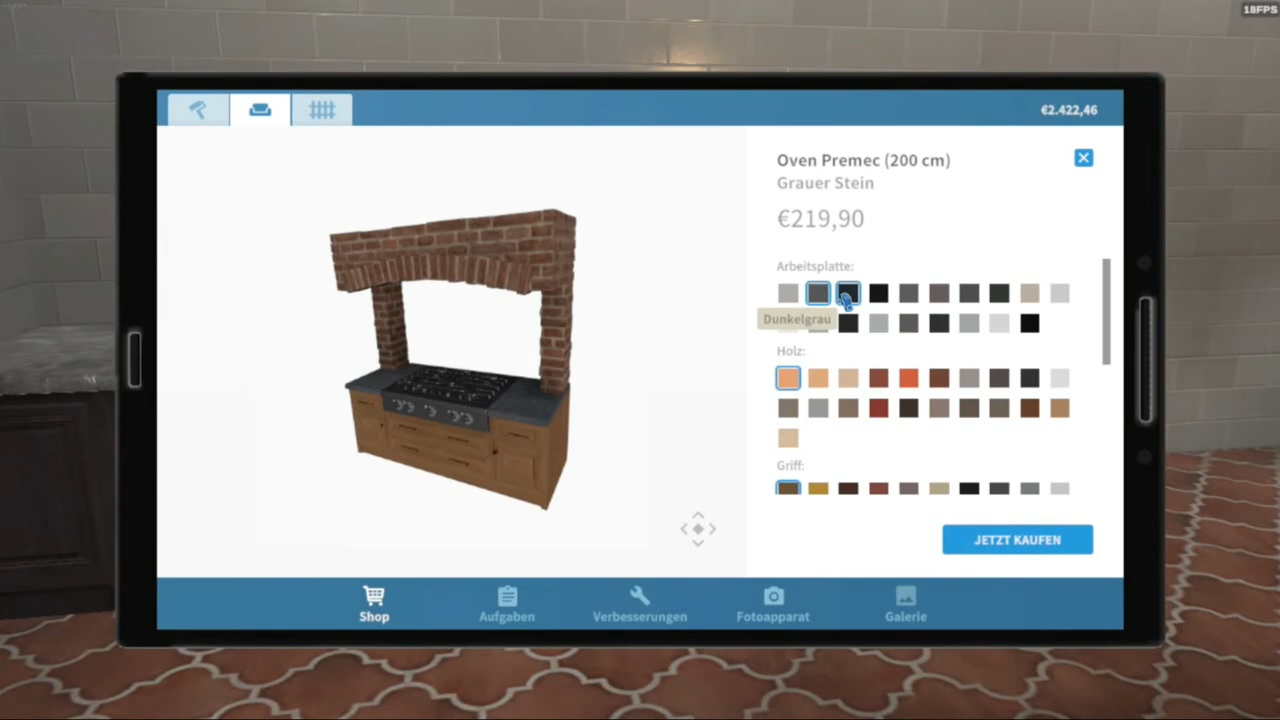 18FPS
€2.422,46
Oven Premec (200 cm)
Grauer Stein
€219,90
Arbeitsplatte:
Dunkelgrau
Holz:
Griff:
JETZT KAUFEN
Shop
Aufgaben
Verbesserungen
Fotoapparat
Galerie